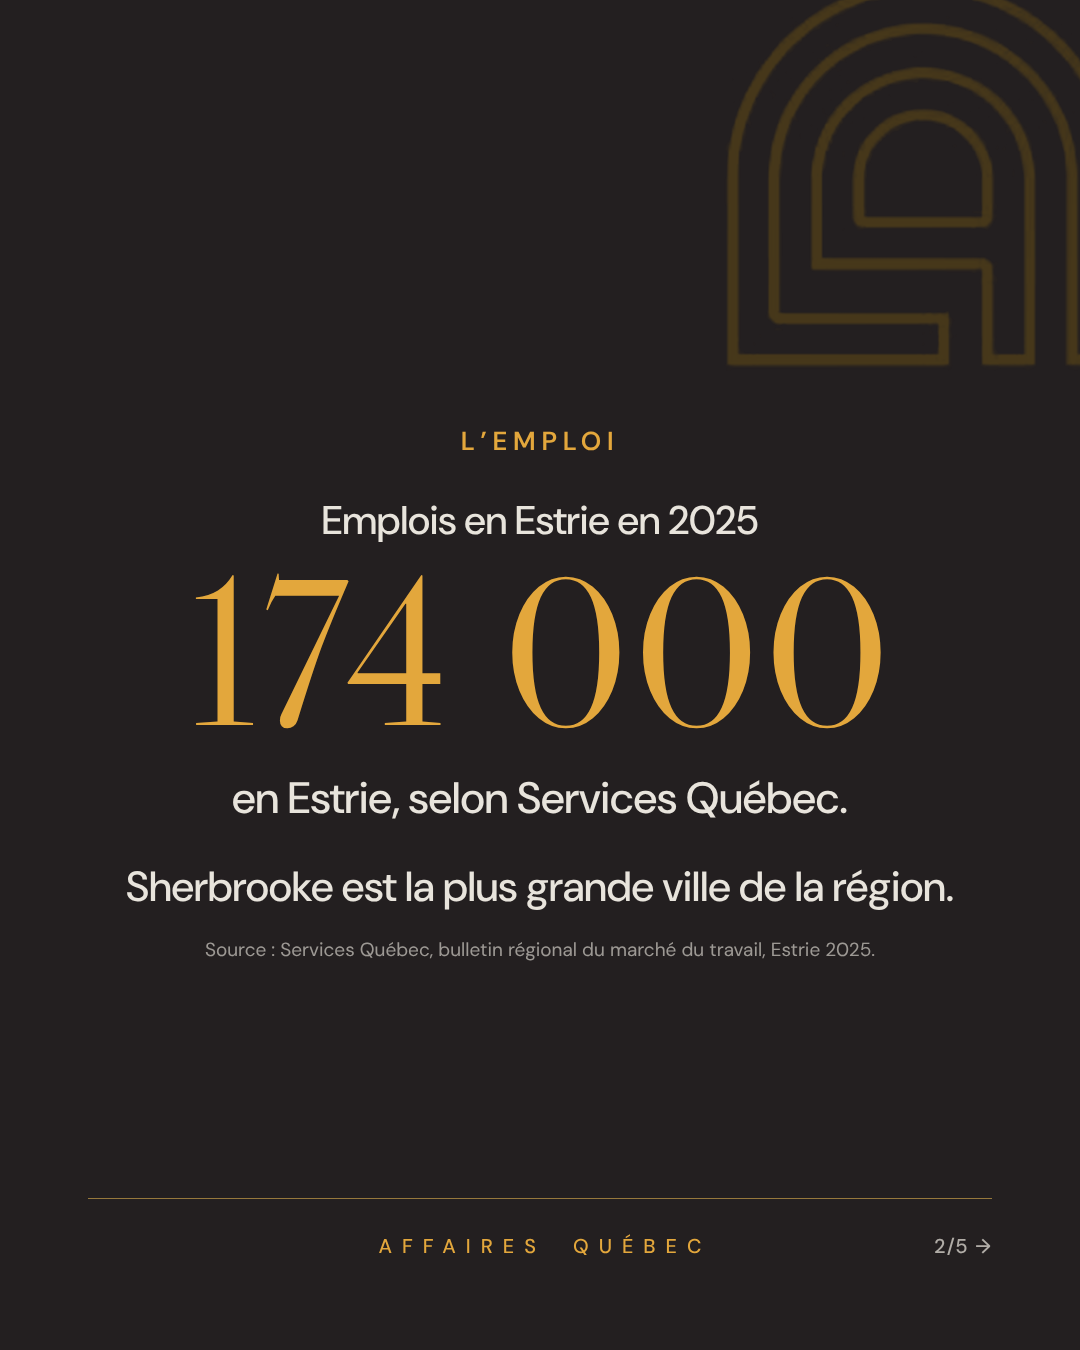 L’EMPLOI
Emplois en Estrie en 2025
174 000
en Estrie, selon Services Québec.
Sherbrooke est la plus grande ville de la région.
Source : Services Québec, bulletin régional du marché du travail, Estrie 2025.
AFFAIRES QUÉBEC
2/5 →